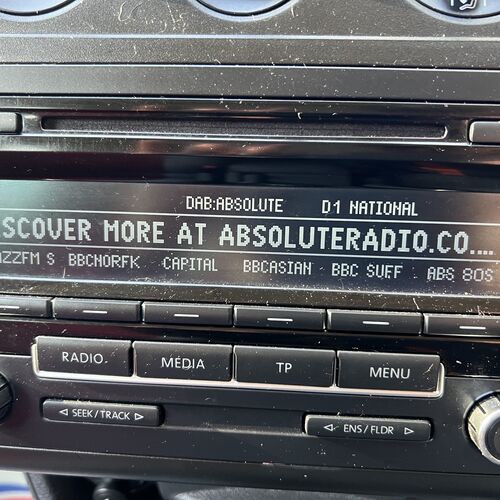 DAB:ABSOLUTE D1 NATIONAL
SCOVER MORE AT ABSOLUTERADIO.CO....
AZZFM S BBCNORFK CAPITAL BBCASIAN BBC SUFF ABS 80S
RADIO MEDIA TP MENU
◁ SEEK/TRACK ▷ ◁ ENS/FLDR ▷